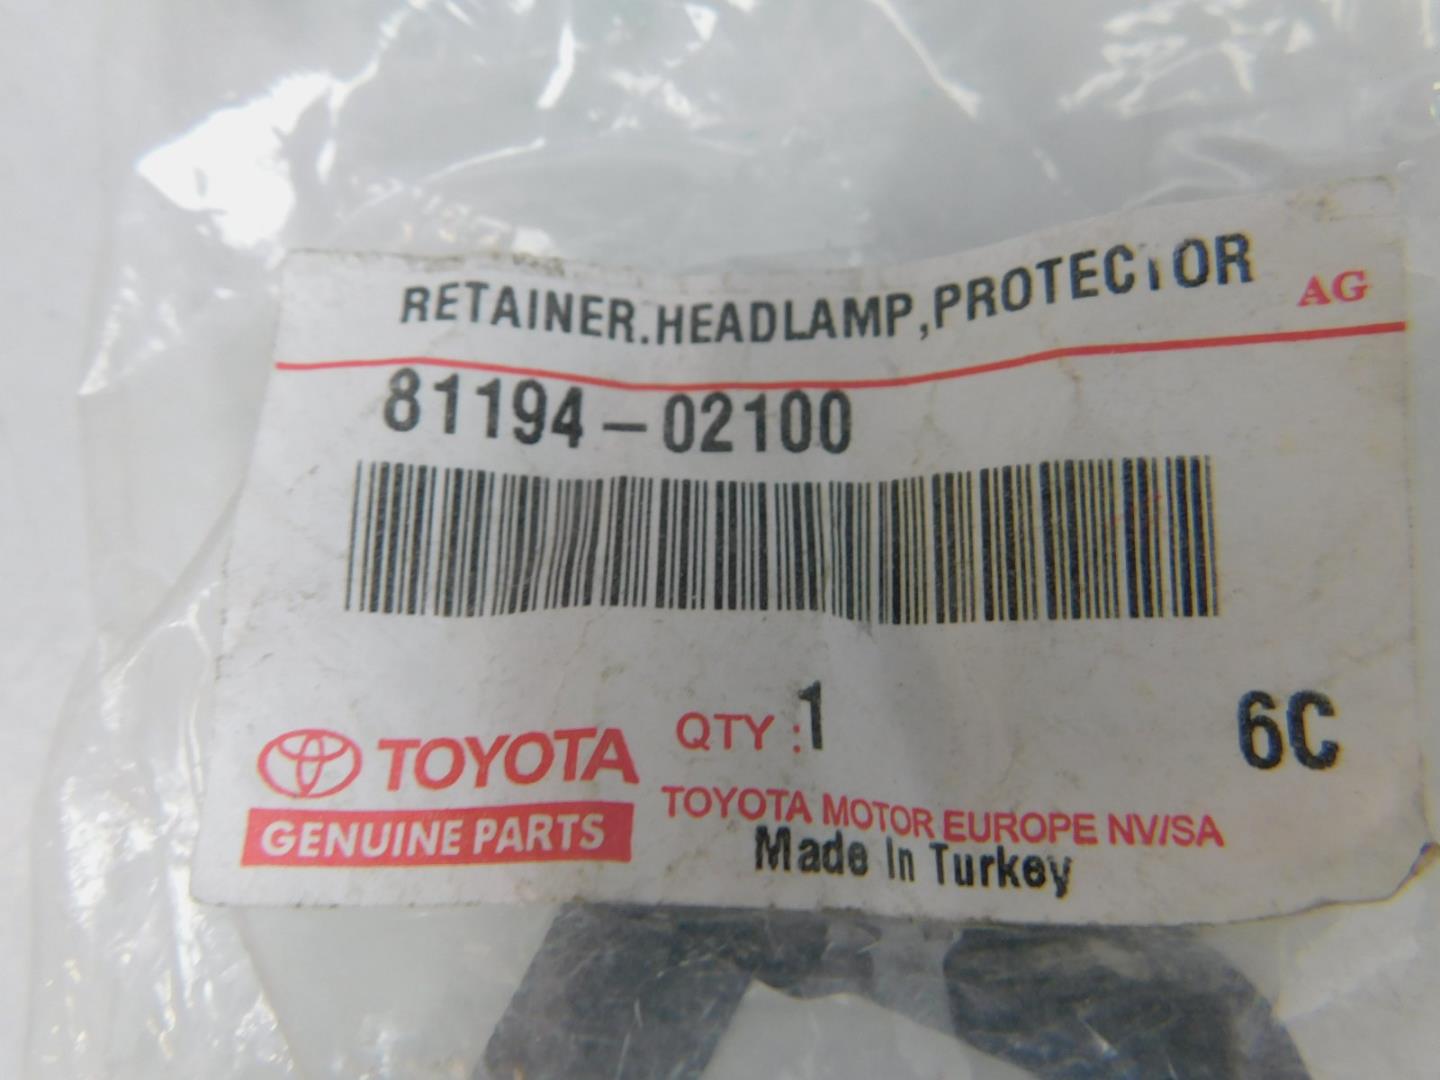 RETAINER.HEADLAMP,PROTECTOR
AG
81194-02100
QTY : 1
6C
TOYOTA
GENUINE PARTS
TOYOTA MOTOR EUROPE NV/SA
Made In Turkey